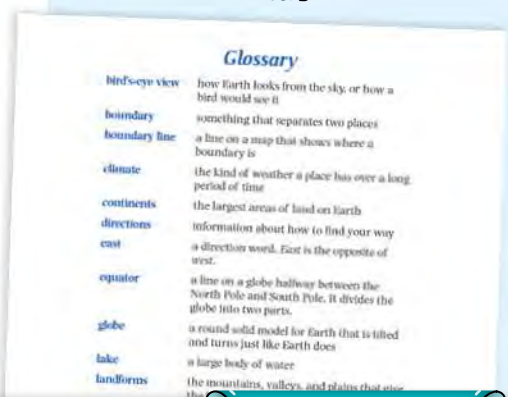 Glossary
bird's-eye view how Earth looks from the sky, or how a
bird would see it
boundary something that separates two places
boundary line a line on a map that shows where a
boundary is
climate the kind of weather a place has over a long
period of time
continents the largest areas of land on Earth
directions information about how to find your way
east a direction word. East is the opposite of
west.
equator a line on a globe halfway between the
North Pole and South Pole. It divides the
globe into two parts.
globe a round solid model for Earth that is tilted
and turns just like Earth does
lake a large body of water
landforms the mountains, valleys, and plains that give
the